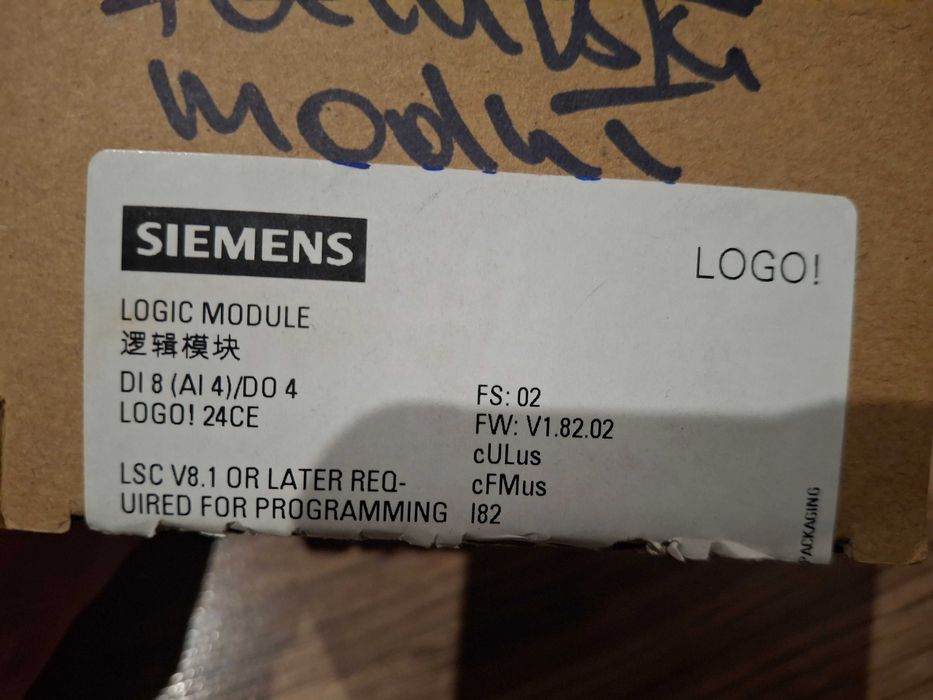 moduli
SIEMENS
LOGO!
LOGIC MODULE
逻辑模块
DI 8 (AI 4)/DO 4
LOGO! 24CE
LSC V8.1 OR LATER REQ-
UIRED FOR PROGRAMMING
FS: 02
FW: V1.82.02
cULus
cFMus
I82
PACKAGING